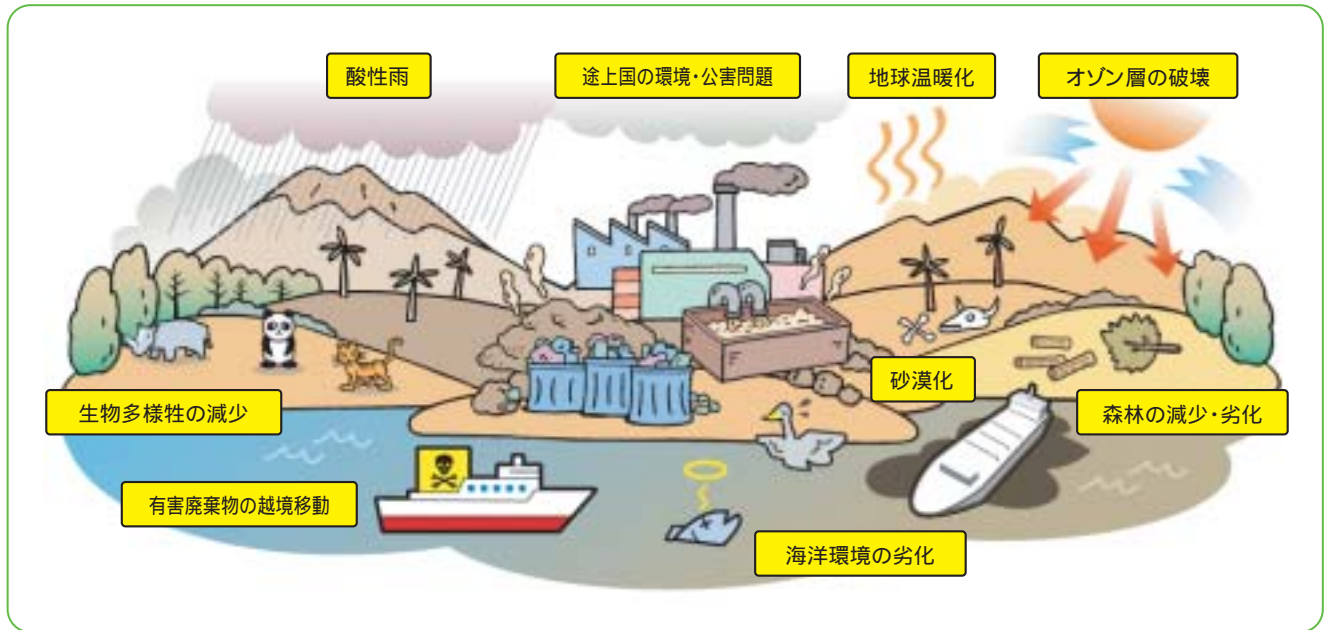 酸性雨
途上国の環境・公害問題
地球温暖化
オゾン層の破壊
砂漠化
生物多様牲の減少
森林の減少・劣化
有害廃棄物の越境移動
海洋環境の劣化